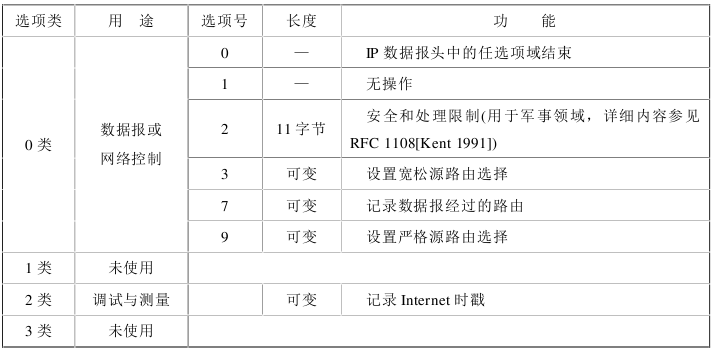 选项类 用 途 选项号 长度 功 能
0 — IP 数据报头中的任选项域结束
1 — 无操作
0 类 数据报或
网络控制
2 11 字节 安全和处理限制(用于军事领域，详细内容参见
RFC 1108[Kent 1991])
3 可变 设置宽松源路由选择
7 可变 记录数据报经过的路由
9 可变 设置严格源路由选择
1 类 未使用
2 类 调试与测量 可变 记录 Internet 时戳
3 类 未使用